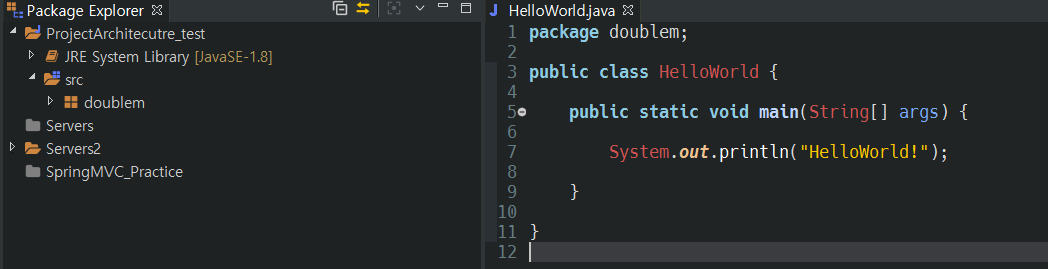 Package Explorer
ProjectArchitecutre_test
JRE System Library [JavaSE-1.8]
src
doublem
Servers
Servers2
SpringMVC_Practice
HelloWorld.java
1 package doublem;
2
3 public class HelloWorld {
4
5 public static void main(String[] args) {
6
7 System.out.println("HelloWorld!");
8
9 }
10
11 }
12